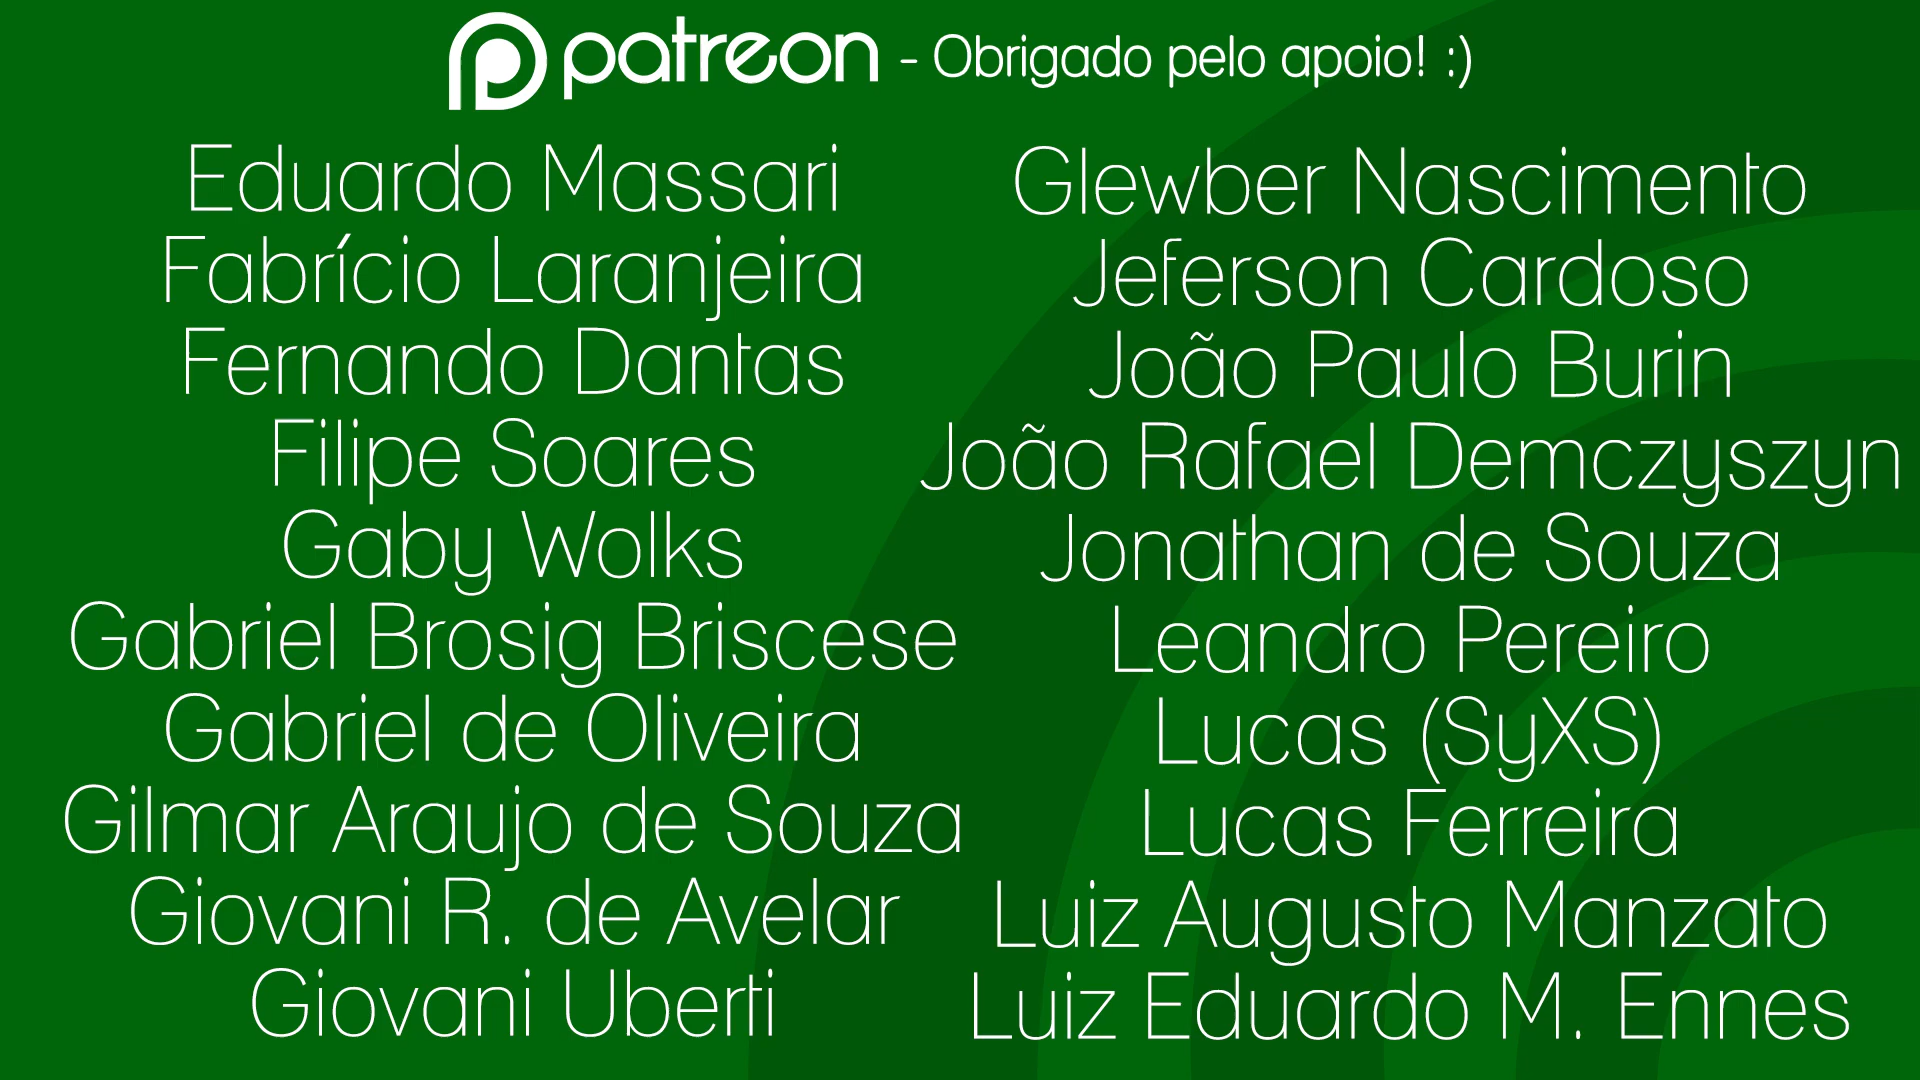 patreon - Obrigado pelo apoio! :)
Eduardo Massari
Fabrício Laranjeira
Fernando Dantas
Filipe Soares
Gaby Wolks
Gabriel Brosig Briscese
Gabriel de Oliveira
Gilmar Araujo de Souza
Giovani R. de Avelar
Giovani Uberti
Glewber Nascimento
Jeferson Cardoso
João Paulo Burin
João Rafael Demczyszyn
Jonathan de Souza
Leandro Pereiro
Lucas (SyXS)
Lucas Ferreira
Luiz Augusto Manzato
Luiz Eduardo M. Ennes